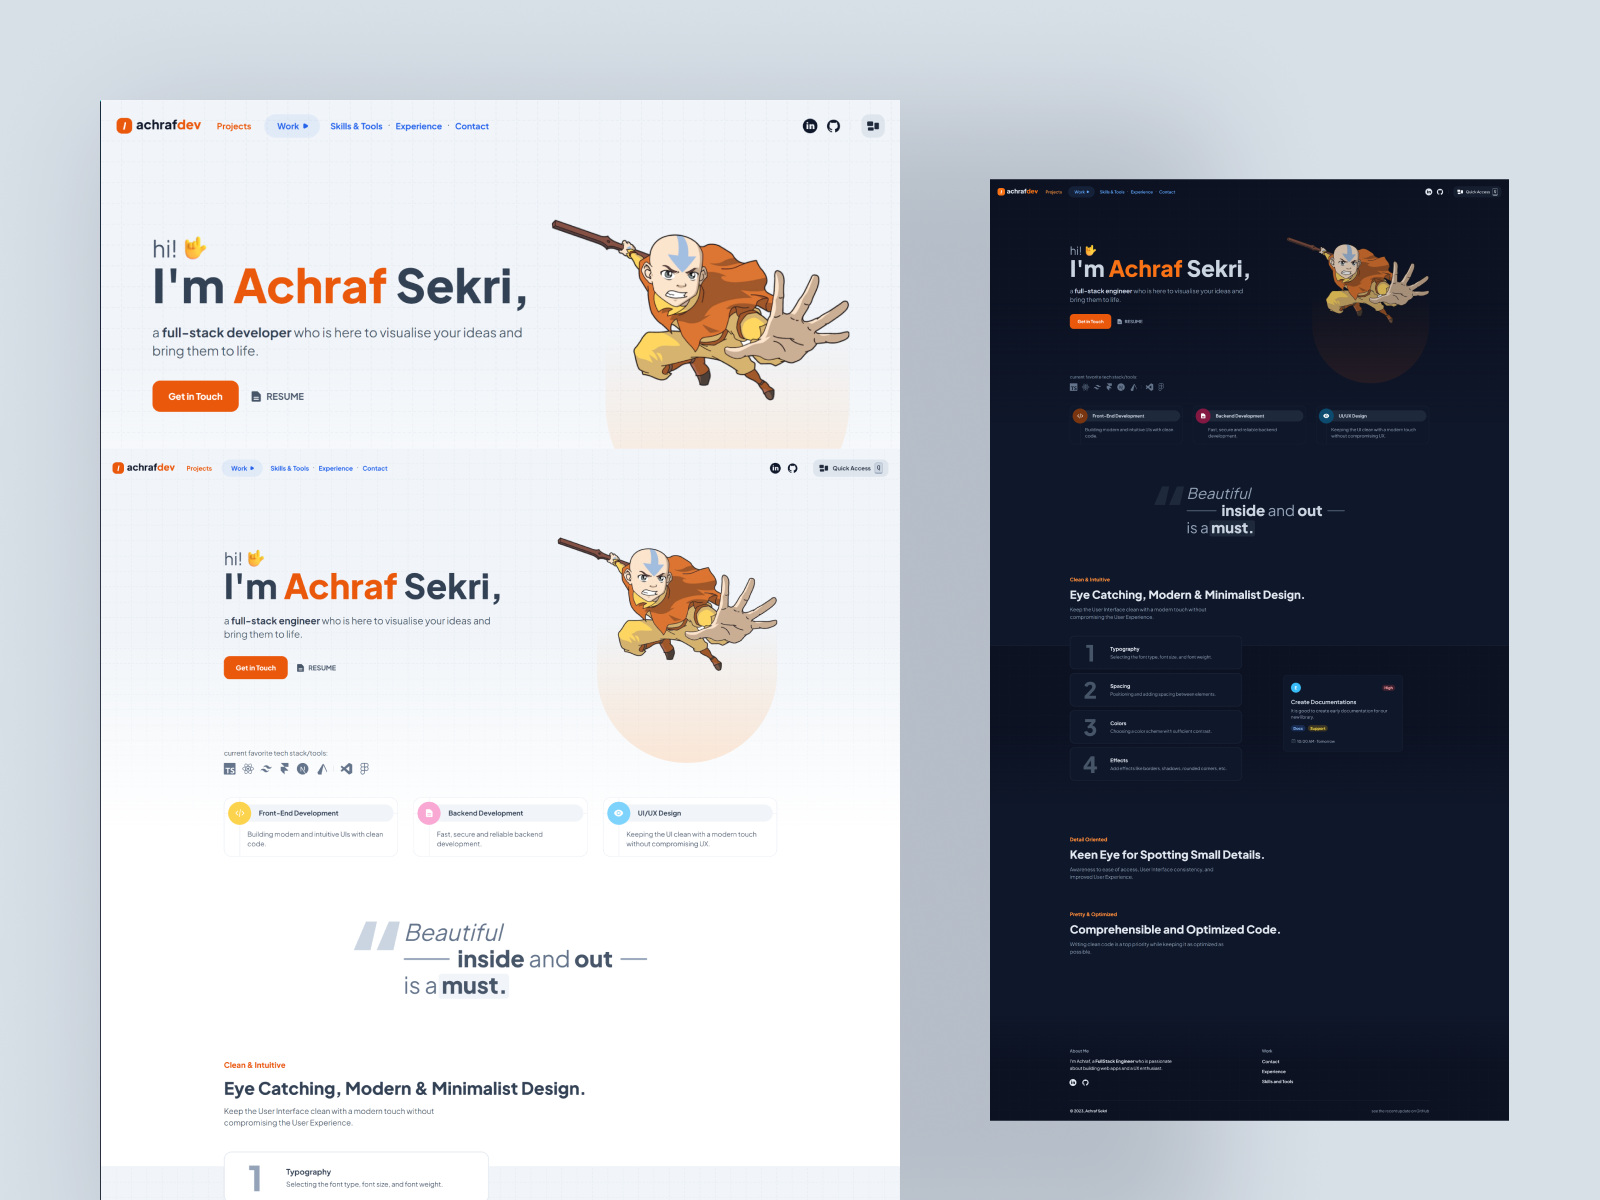 achrafdev Projects Work Skills & Tools · Experience · Contact
hi!
I'm Achraf Sekri,
a full-stack developer who is here to visualise your ideas and
bring them to life.
Get in Touch RESUME
achrafdev Projects Work Skills & Tools · Experience · Contact Quick Access Q
hi!
I'm Achraf Sekri,
a full-stack engineer who is here to visualise your ideas and
bring them to life.
Get in Touch RESUME
current favorite tech stack/tools:
TS
Front-End Development
Building modern and intuitive UIs with clean
code.
Backend Development
Fast, secure and reliable backend
development.
UI/UX Design
Keeping the UI clean with a modern touch
without compromising UX.
Beautiful
inside and out
is a must.
Clean & Intuitive
Eye Catching, Modern & Minimalist Design.
Keep the User Interface clean with a modern touch without
compromising the User Experience.
1 Typography
Selecting the font type, font size, and font weight.
achrafdev Projects Work Skills & Tools · Experience · Contact Quick Access Q
hi!
I'm Achraf Sekri,
a full-stack engineer who is here to visualise your ideas and
bring them to life.
Get in Touch RESUME
current favorite tech stack/tools:
TS
Front-End Development
Building modern and intuitive UIs with clean
code.
Backend Development
Fast, secure and reliable backend
development.
UI/UX Design
Keeping the UI clean with a modern touch
without compromising UX.
Beautiful
inside and out
is a must.
Clean & Intuitive
Eye Catching, Modern & Minimalist Design.
Keep the User Interface clean with a modern touch without
compromising the User Experience.
1 Typography
Selecting the font type, font size, and font weight.
2 Spacing
Positioning and adding spacing between elements.
3 Colors
Choosing a color scheme with sufficient contrast.
4 Effects
Add effects like borders, shadows, rounded corners, etc.
High
Create Documentations
It is good to create early documentation for our
new library.
Docs Support
10:00 AM · Tomorrow
Detail Oriented
Keen Eye for Spotting Small Details.
Awareness to ease of access, User Interface consistency, and
improved User Experience.
Pretty & Optimized
Comprehensible and Optimized Code.
Writing clean code is a top priority while keeping it as optimized as
possible.
About Me
I'm Achraf, a FullStack Engineer who is passionate
about building web apps and a UX enthusiast.
Work
Contact
Experience
Skills and Tools
© 2023, Achraf Sekri
see the recent update on GitHub